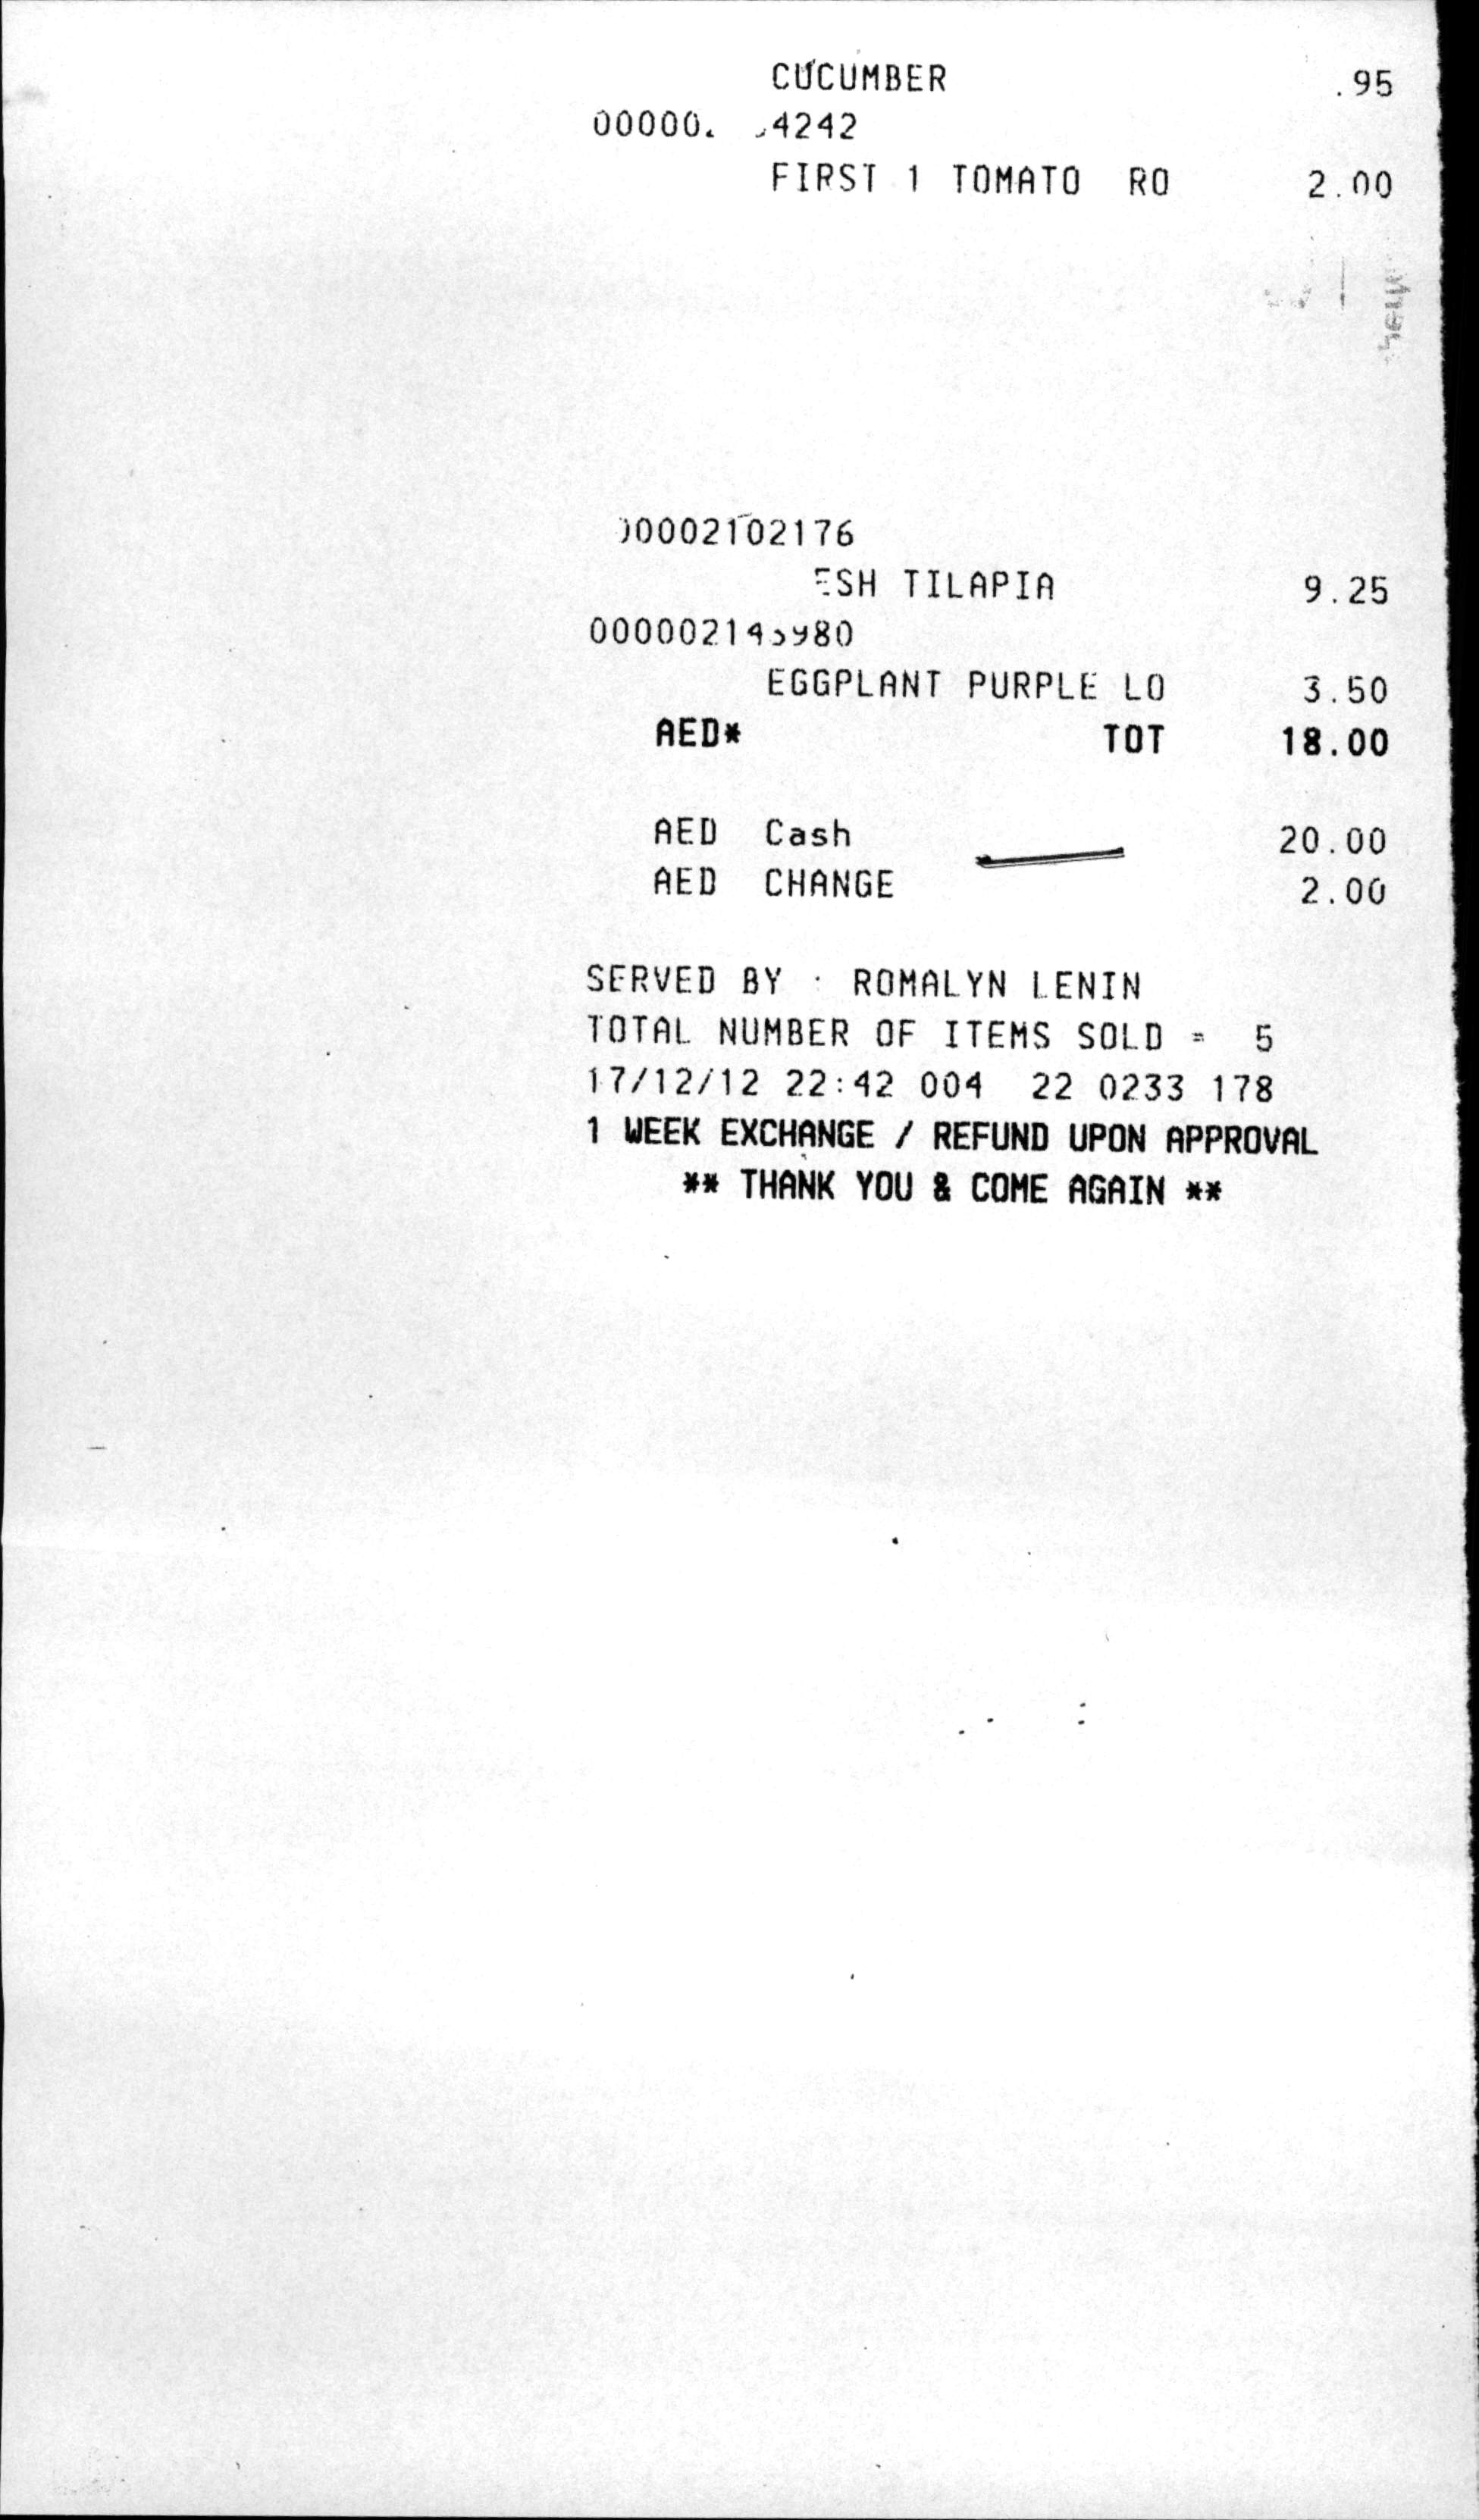 CUCUMBER .95
4242
FIRST 1 TOMATO RO 2.00
00002102176
ESH TILAPIA 9.25
EGGPLANT PURPLE LO 3.50
AED* TOT 18.00
AED Cash 20.00
AED CHANGE 2.00
SERVED BY : ROMALYN LENIN
TOTAL NUMBER OF ITEMS SOLD = 5
17/12/12 22:42 004 22 0233 178
1 WEEK EXCHANGE / REFUND UPON APPROVAL
** THANK YOU & COME AGAIN **